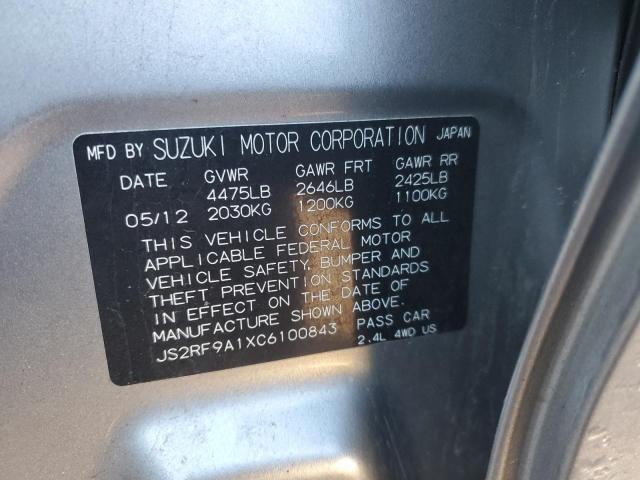 MFD BY SUZUKI MOTOR CORPORATION JAPAN
DATE GVWR GAWR FRT GAWR RR
4475LB 2646LB 2425LB
05/12 2030KG 1200KG 1100KG
THIS VEHICLE CONFORMS TO ALL
APPLICABLE FEDERAL MOTOR
VEHICLE SAFETY, BUMPER AND
THEFT PREVENTION STANDARDS
IN EFFECT ON THE DATE OF
MANUFACTURE SHOWN ABOVE.
JS2RF9A1XC6100843 PASS CAR
2.4L 4WD US